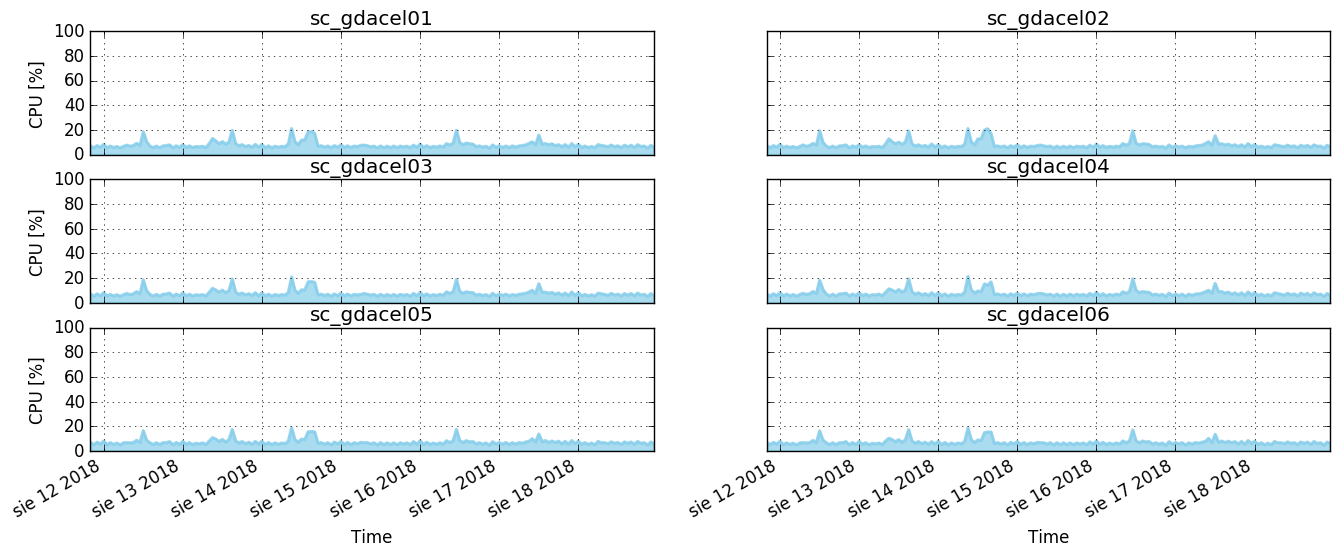 sc_gdacel01
sc_gdacel02
CPU [%]
100
80
60
40
20
0
sc_gdacel03
sc_gdacel04
CPU [%]
100
80
60
40
20
0
sc_gdacel05
sc_gdacel06
CPU [%]
100
80
60
40
20
0
sie 12 2018
sie 13 2018
sie 14 2018
sie 15 2018
sie 16 2018
sie 17 2018
sie 18 2018
sie 12 2018
sie 13 2018
sie 14 2018
sie 15 2018
sie 16 2018
sie 17 2018
sie 18 2018
Time
Time